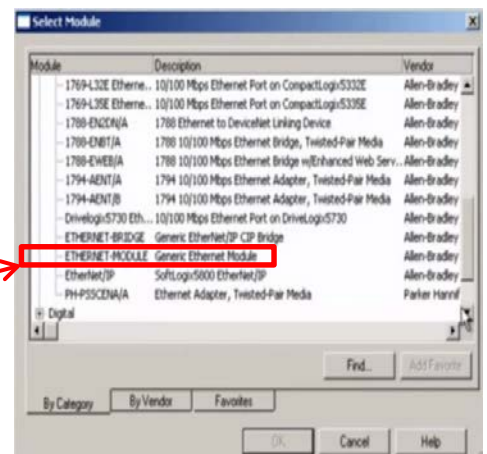 Select Module
Module Description Vendor
1769-L32E Etherne.. 10/100 Mbps Ethernet Port on CompactLogix5332E Allen-Bradley
1769-L35E Etherne.. 10/100 Mbps Ethernet Port on CompactLogix5335E Allen-Bradley
1788-EN2DN/A 1788 Ethernet to DeviceNet Linking Device Allen-Bradley
1788-ENBT/A 1788 10/100 Mbps Ethernet Bridge, Twisted-Pair Media Allen-Bradley
1788-EWEB/A 1788 10/100 Mbps Ethernet Bridge w/Enhanced Web Serv.. Allen-Bradley
1794-AENT/A 1794 10/100 Mbps Ethernet Adapter, Twisted-Pair Media Allen-Bradley
1794-AENT/B 1794 10/100 Mbps Ethernet Adapter, Twisted-Pair Media Allen-Bradley
Drivelogix5730 Eth... 10/100 Mbps Ethernet Port on DriveLogix5730 Allen-Bradley
ETHERNET-BRIDGE Generic EtherNet/IP CIP Bridge Allen-Bradley
ETHERNET-MODULE Generic Ethernet Module Allen-Bradley
EtherNet/IP SoftLogix5800 EtherNet/IP Allen-Bradley
PH-PSSCENA/A Ethernet Adapter, Twisted-Pair Media Parker Hannif
Digital
Find... Add Favorite
By Category By Vendor Favorites
OK Cancel Help